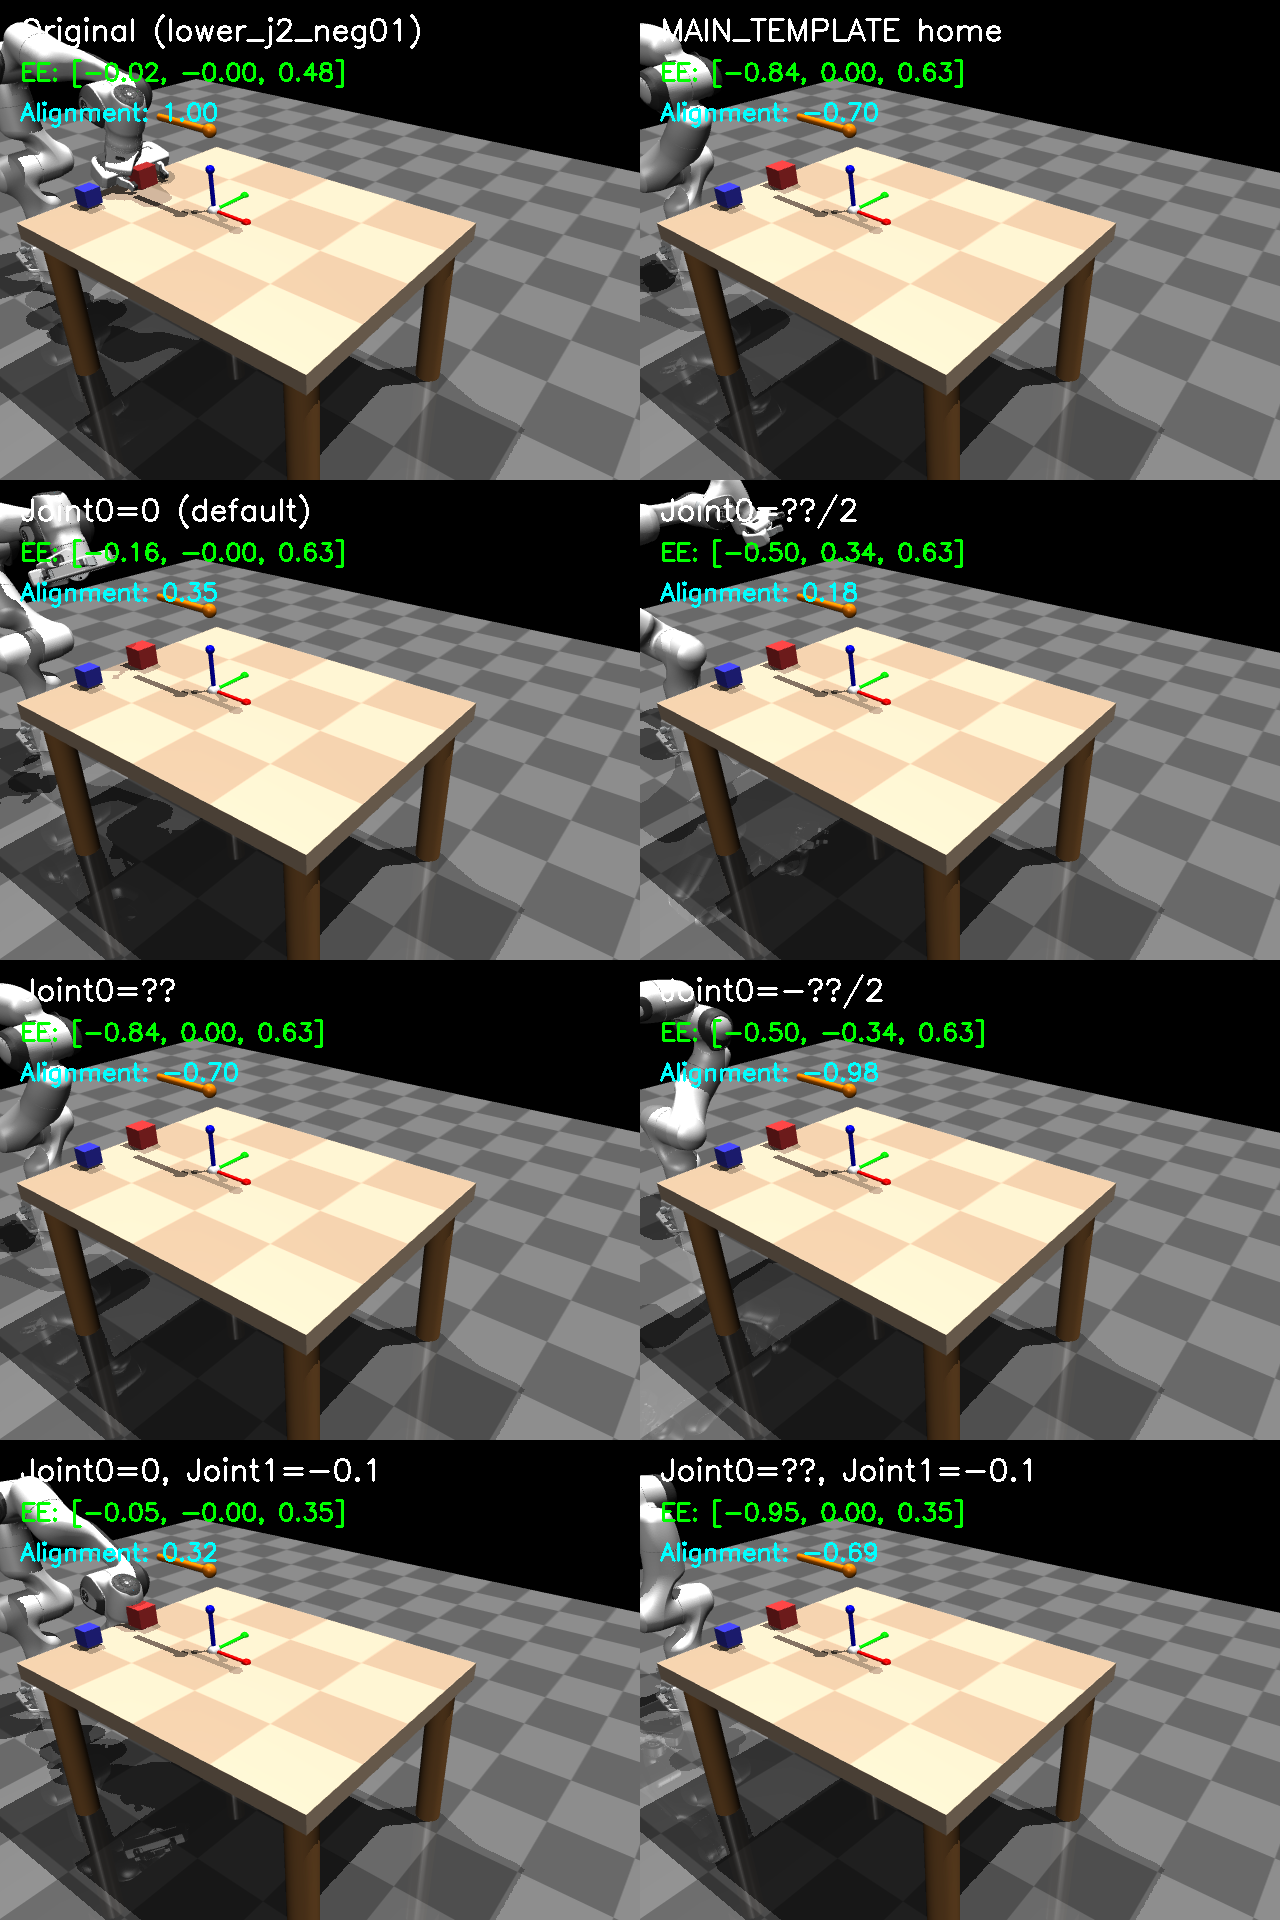 Original (lower_j2_neg01)
EE: [-0.02, -0.00, 0.48]
Alignment: 1.00
MAIN_TEMPLATE home
EE: [-0.84, 0.00, 0.63]
Alignment: -0.70
Joint0=0 (default)
EE: [-0.16, -0.00, 0.63]
Alignment: 0.35
Joint0=??/2
EE: [-0.50, 0.34, 0.63]
Alignment: 0.18
Joint0=??
EE: [-0.84, 0.00, 0.63]
Alignment: -0.70
Joint0=-??/2
EE: [-0.50, -0.34, 0.63]
Alignment: -0.98
Joint0=0, Joint1=-0.1
EE: [-0.05, -0.00, 0.35]
Alignment: 0.32
Joint0=??, Joint1=-0.1
EE: [-0.95, 0.00, 0.35]
Alignment: -0.69